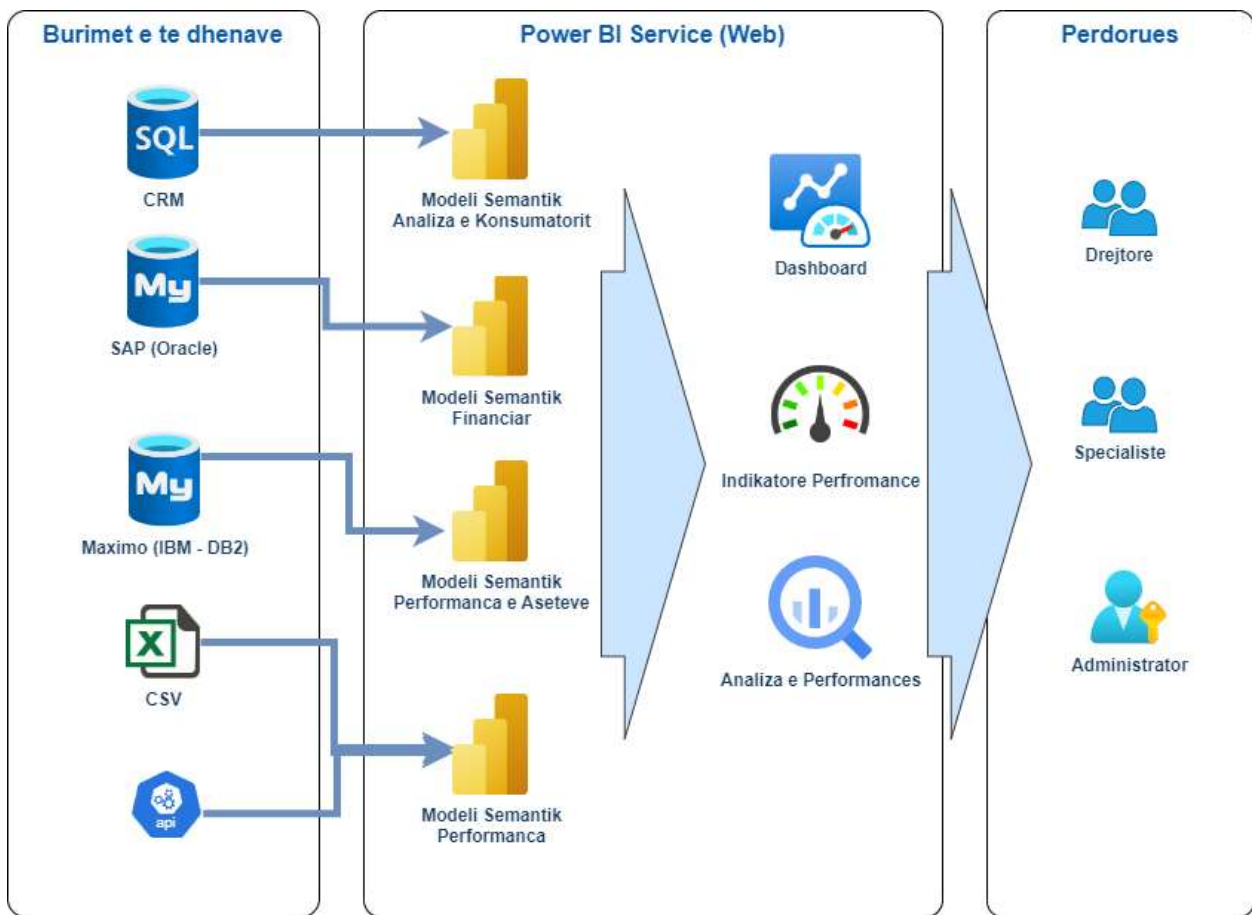 Burimet e te dhenave
SQL
CRM
My
SAP (Oracle)
My
Maximo (IBM - DB2)
X
CSV
api
Power BI Service (Web)
Modeli Semantik
Analiza e Konsumatorit
Modeli Semantik
Financiar
Modeli Semantik
Performanca e Aseteve
Modeli Semantik
Performanca
Dashboard
Indikatore Perfromance
Analiza e Performances
Perdorues
Drejtore
Specialiste
Administrator